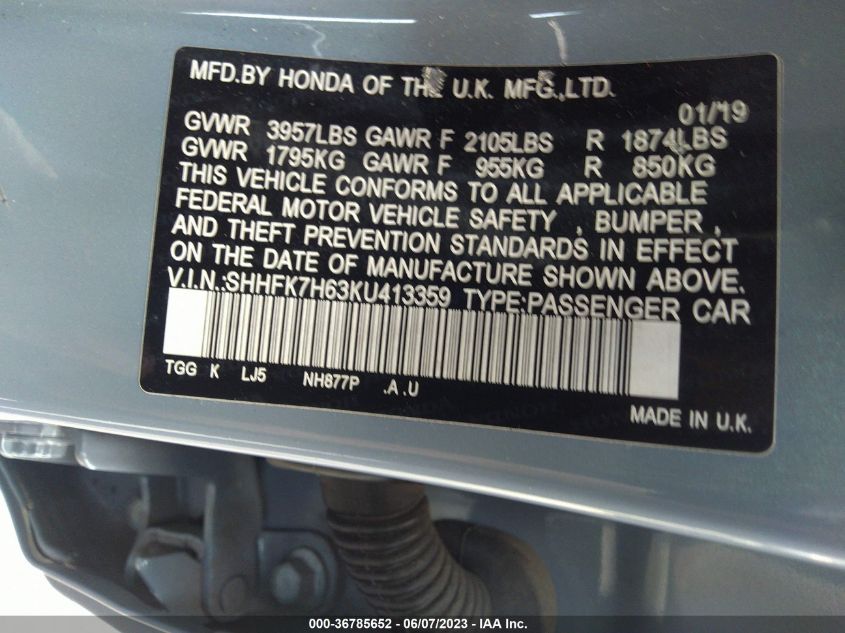 MFD.BY HONDA OF THE U.K. MFG.,LTD.
01/19
GVWR 3957LBS GAWR F 2105LBS R 1874LBS
GVWR 1795KG GAWR F 955KG R 850KG
THIS VEHICLE CONFORMS TO ALL APPLICABLE
FEDERAL MOTOR VEHICLE SAFETY , BUMPER ,
AND THEFT PREVENTION STANDARDS IN EFFECT
ON THE DATE OF MANUFACTURE SHOWN ABOVE.
V.I.N.:SHHFK7H63KU413359 TYPE:PASSENGER CAR
TGG K LJ5 NH877P .A .U
MADE IN U.K.
000-36785652 - 06/07/2023 - IAA Inc.